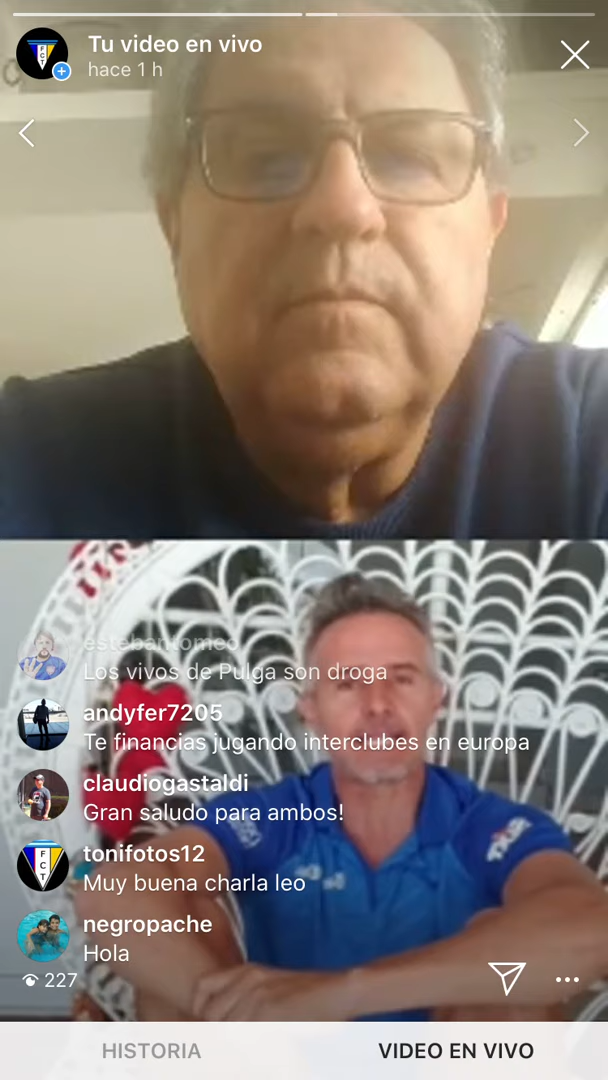 Tu video en vivo
hace 1 h
F
C
T
estebantomeo
Los vivos de Pulga son droga
andyfer7205
Te financias jugando interclubes en europa
claudiogastaldi
Gran saludo para ambos!
tonifotos12
F
C
T
Muy buena charla leo
negropache
Hola
227
HISTORIA
VIDEO EN VIVO